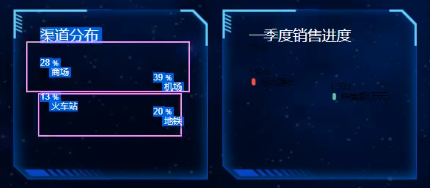 渠道分布
一季度销售进度
28 %
商场
39 %
机场
13 %
火车站
20 %
地铁